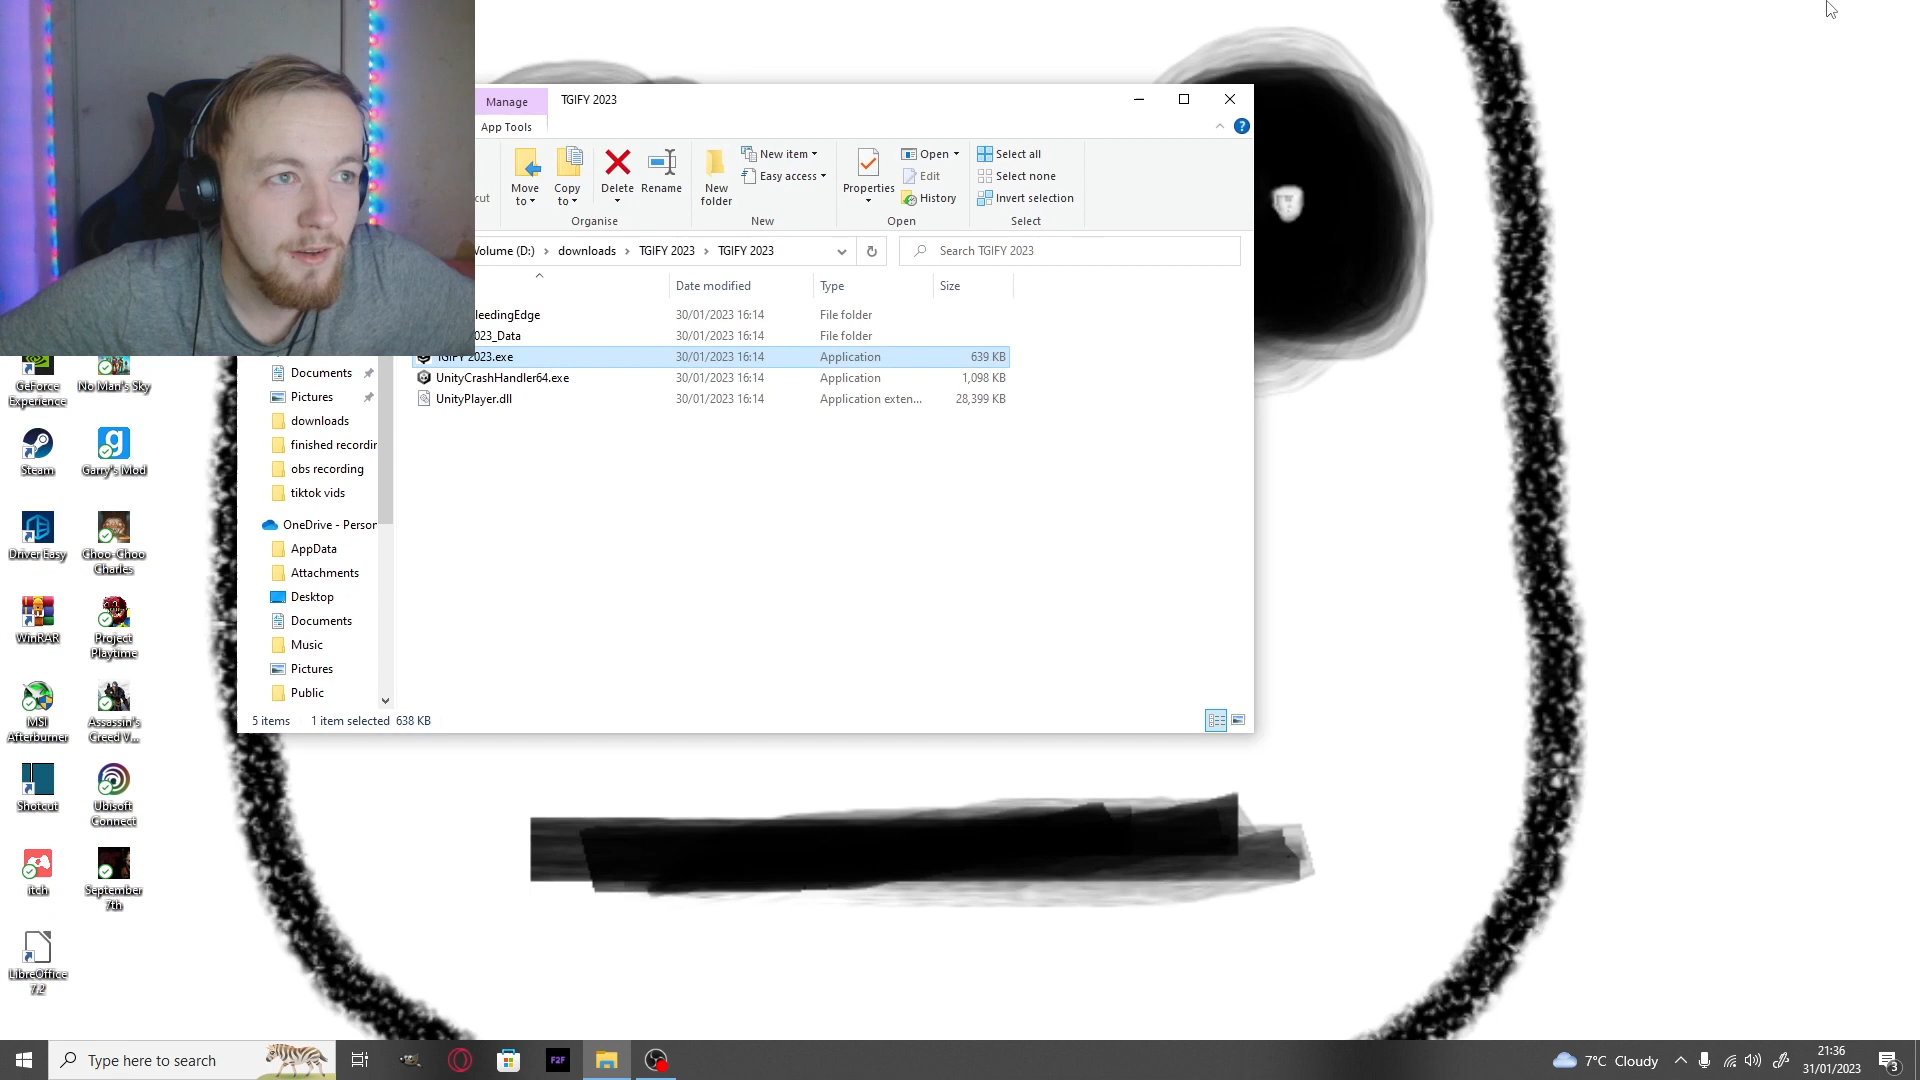 Manage
TGIFY 2023
App Tools
cut
Move to
Copy to
Delete
Rename
Organise
New folder
New item
Easy access
New
Properties
Open
Edit
History
Open
Select all
Select none
Invert selection
Select
Volume (D:)
downloads
TGIFY 2023
TGIFY 2023
Search TGIFY 2023
Date modified
Type
Size
leedingEdge
30/01/2023 16:14
File folder
023_Data
30/01/2023 16:14
File folder
TGIFY 2023.exe
30/01/2023 16:14
Application
639 KB
UnityCrashHandler64.exe
30/01/2023 16:14
Application
1,098 KB
UnityPlayer.dll
30/01/2023 16:14
Application exten...
28,399 KB
Documents
Pictures
downloads
finished recordin
obs recording
tiktok vids
OneDrive - Person
AppData
Attachments
Desktop
Documents
Music
Pictures
Public
5 items
1 item selected 638 KB
GeForce Experience
No Man's Sky
Steam
Garry's Mod
Driver Easy
Choo-Choo Charles
WinRAR
Project Playtime
MSI Afterburner
Assassin's Creed V...
Shotcut
Ubisoft Connect
itch
September 7th
LibreOffice 7.2
Type here to search
F2F
7°C Cloudy
21:36
31/01/2023
3